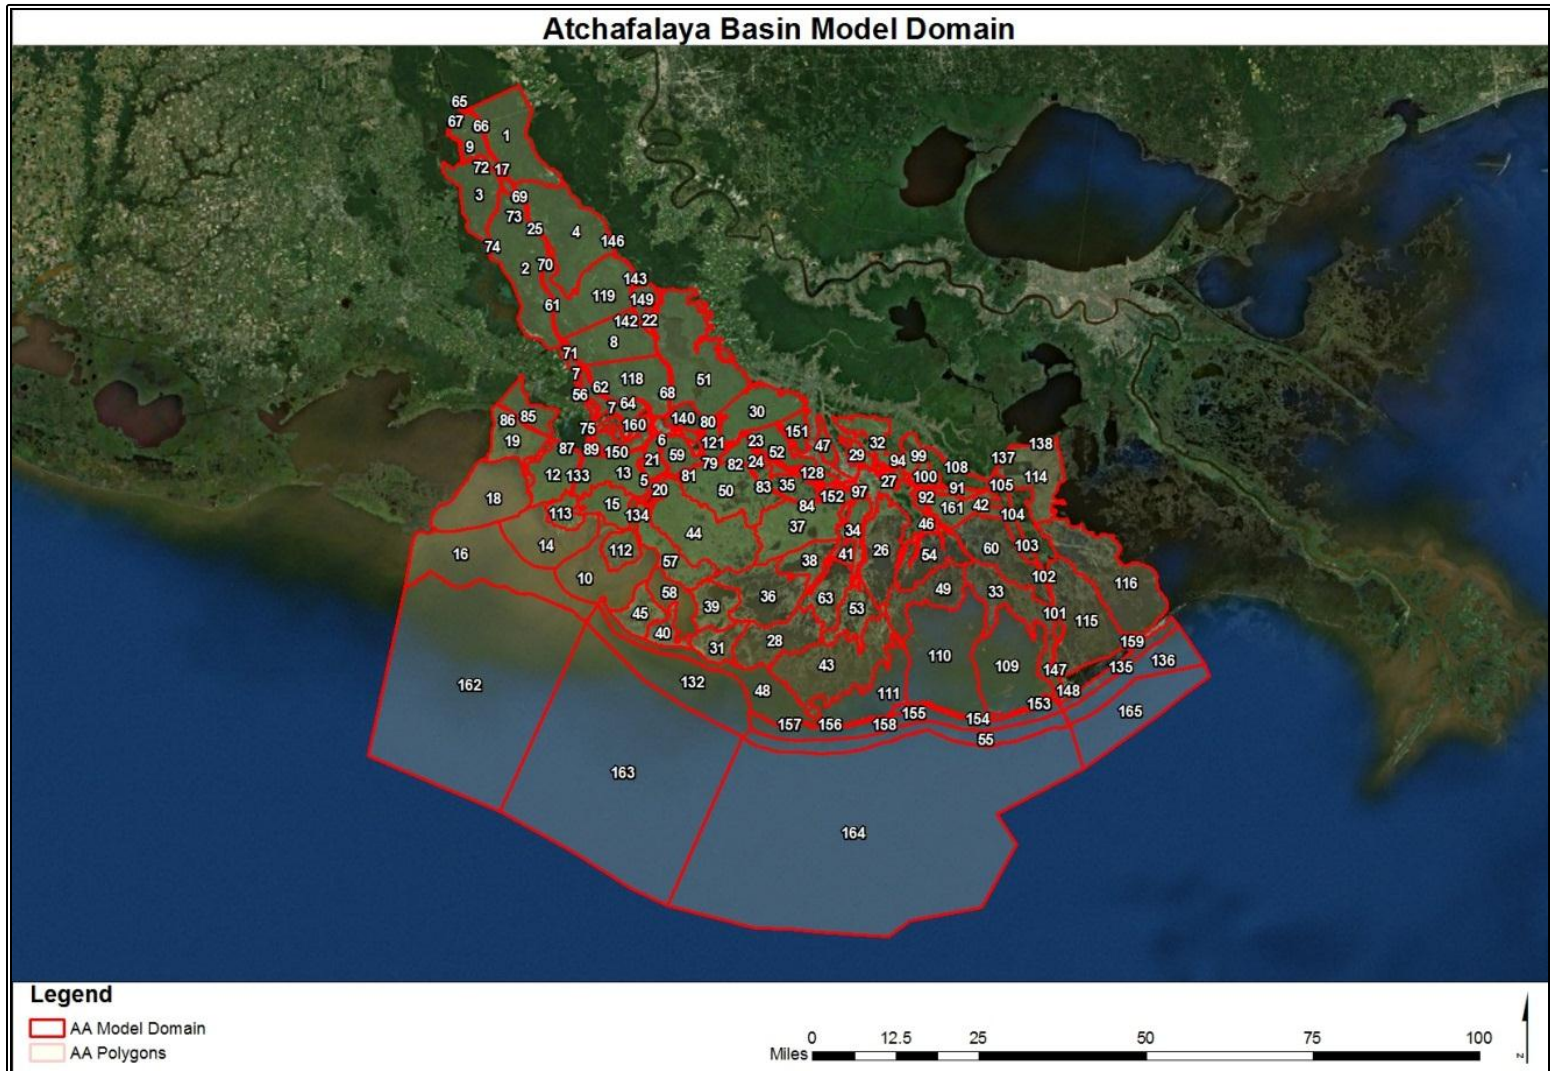 Atchafalaya Basin Model Domain
65
67 66 1
9
72 17
3 69
73
25 4 146
74
2 70
143
119 149
61
142 22
8
71
7 118 51
62
56 68
7 64 30
86 85 140 80
75 160 151
19 6 121 23 47 32 138
87 89 150 59 52 29 94 99 137
21 79 82 24 108
12 133 13 128 100 114
5 81 27 105
20 50 83 35 91
18 152 97 92
15 84 161 42
113 134 104
37 46
44 34
14 26 60 103
16 112 41 54
57 38
10 102 116
58 49 33
36 63
39 53
45 101 115
40
28 159
31
110
43 109 135 136
147
132
162 48 111 148
153 165
155
157 156 158 154
55
163
164
Legend
AA Model Domain
AA Polygons
0 12.5 25 50 75 100
Miles
z